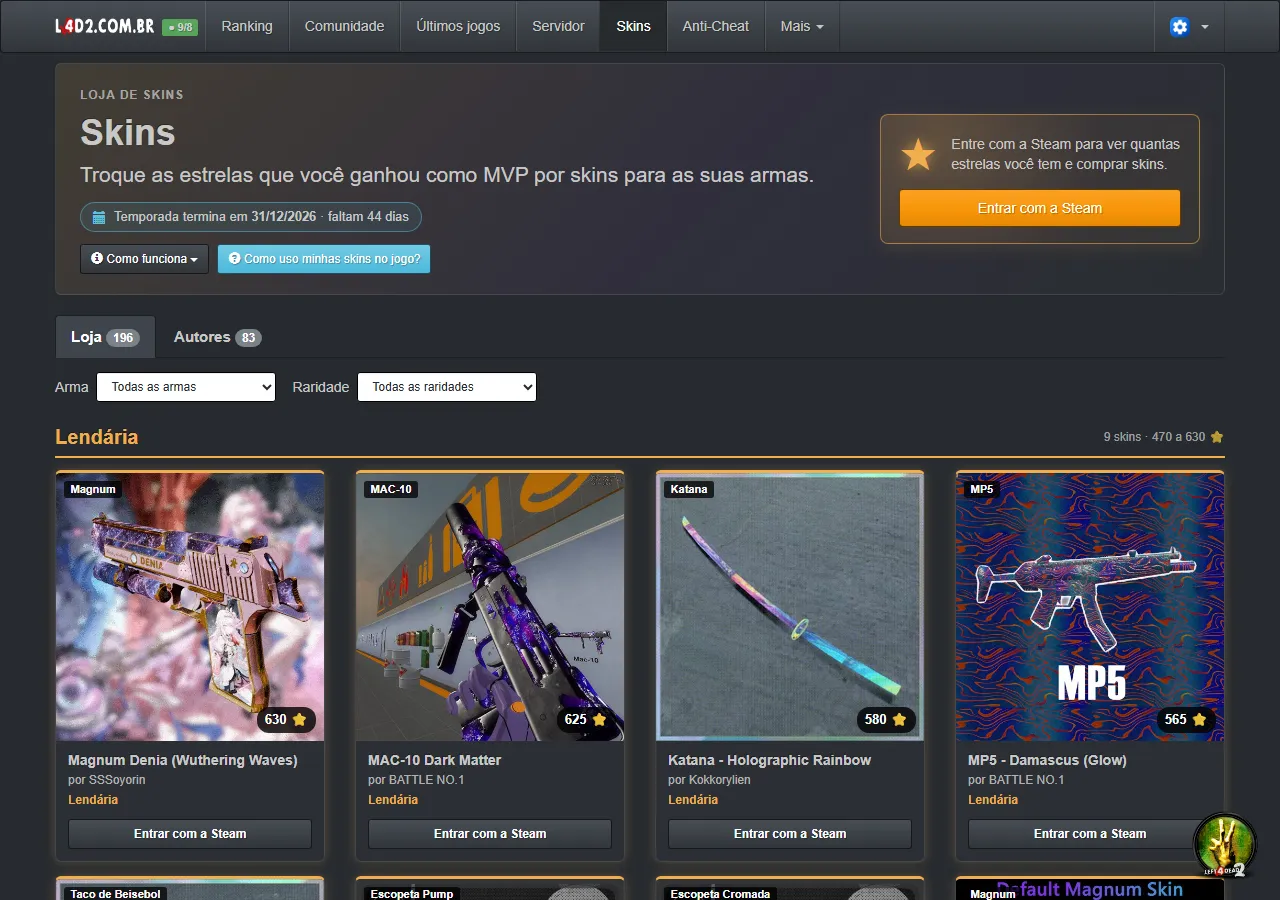 L4D2.COM.BR
9/8
Ranking
Comunidade
Últimos jogos
Servidor
Skins
Anti-Cheat
Mais
LOJA DE SKINS
Skins
Troque as estrelas que você ganhou como MVP por skins para as suas armas.
Temporada termina em 31/12/2026 · faltam 44 dias
Como funciona
Como uso minhas skins no jogo?
Entre com a Steam para ver quantas
estrelas você tem e comprar skins.
Entrar com a Steam
Loja 196
Autores 83
Arma
Todas as armas
Raridade
Todas as raridades
Lendária
9 skins · 470 a 630
Magnum
DENIA
630
Magnum Denia (Wuthering Waves)
por SSSoyorin
Lendária
Entrar com a Steam
MAC-10
Mac-10
625
MAC-10 Dark Matter
por BATTLE NO.1
Lendária
Entrar com a Steam
Katana
580
Katana - Holographic Rainbow
por Kokkorylien
Lendária
Entrar com a Steam
MP5
MP5
565
MP5 - Damascus (Glow)
por BATTLE NO.1
Lendária
Entrar com a Steam
LEFT 4 DEAD 2
Taco de Beisebol
Escopeta Pump
Escopeta Cromada
Magnum
Default Magnum Skin